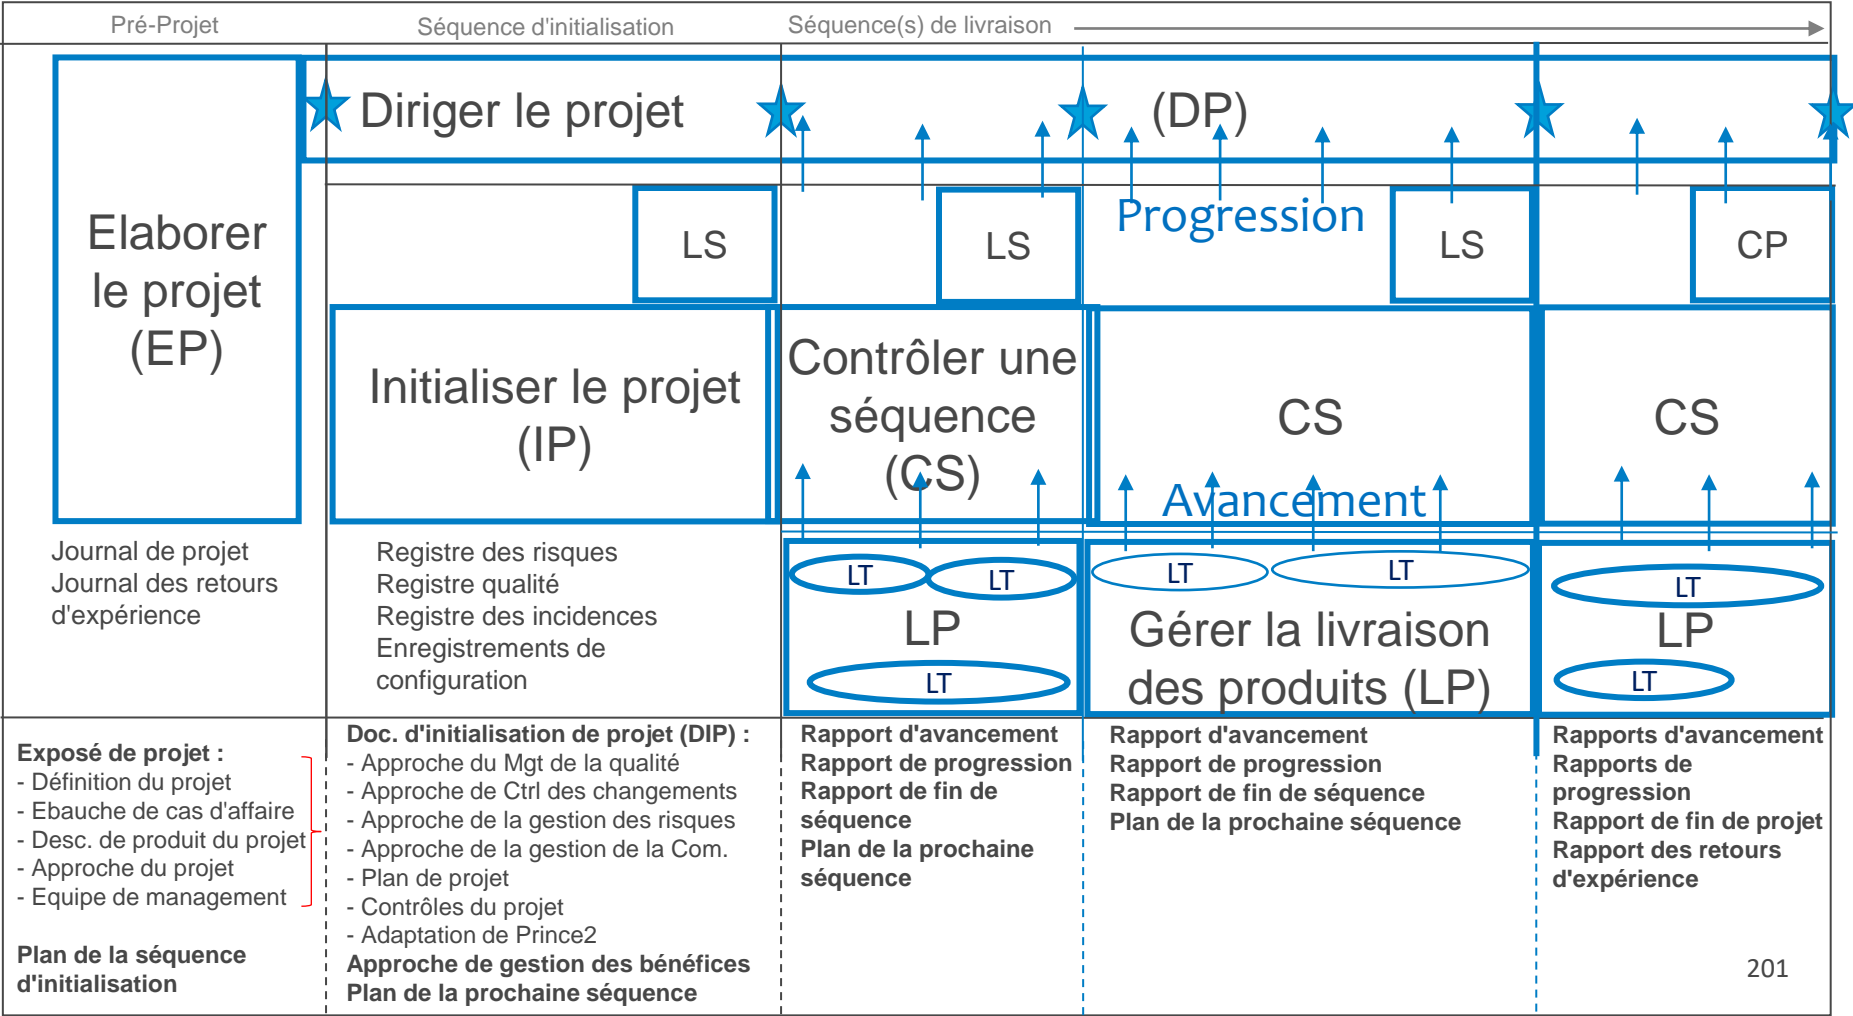 Pré-Projet
Séquence d'initialisation
Séquence(s) de livraison
Diriger le projet
(DP)
Elaborer
le projet
(EP)
LS
LS
Progression
LS
CP
Initialiser le projet
(IP)
Contrôler une
séquence
(CS)
CS
CS
Avancement
Journal de projet
Journal des retours
d'expérience
Registre des risques
Registre qualité
Registre des incidences
Enregistrements de
configuration
LT
LT
LP
LT
LT
LT
Gérer la livraison
des produits (LP)
LT
LP
LT
Exposé de projet :
- Définition du projet
- Ebauche de cas d'affaire
- Desc. de produit du projet
- Approche du projet
- Equipe de management
Plan de la séquence
d'initialisation
Doc. d'initialisation de projet (DIP) :
- Approche du Mgt de la qualité
- Approche de Ctrl des changements
- Approche de la gestion des risques
- Approche de la gestion de la Com.
- Plan de projet
- Contrôles du projet
- Adaptation de Prince2
Approche de gestion des bénéfices
Plan de la prochaine séquence
Rapport d'avancement
Rapport de progression
Rapport de fin de
séquence
Plan de la prochaine
séquence
Rapport d'avancement
Rapport de progression
Rapport de fin de séquence
Plan de la prochaine séquence
Rapports d'avancement
Rapports de
progression
Rapport de fin de projet
Rapport des retours
d'expérience
201